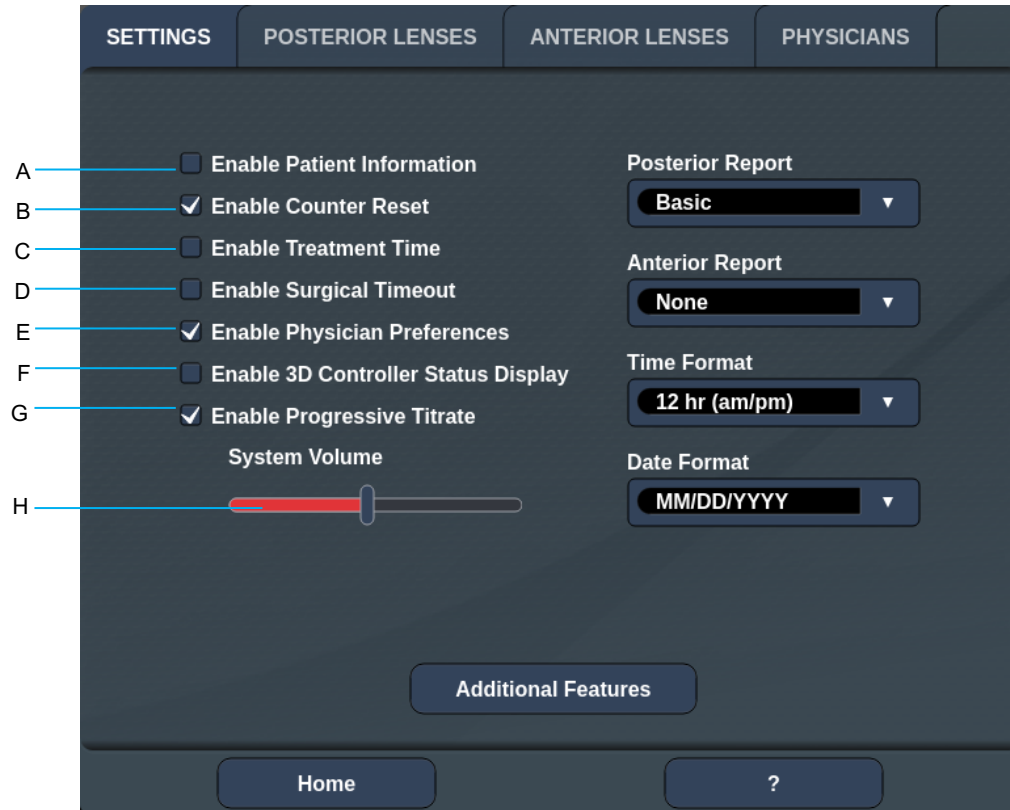 SETTINGS POSTERIOR LENSES ANTERIOR LENSES PHYSICIANS
A Enable Patient Information
B Enable Counter Reset
C Enable Treatment Time
D Enable Surgical Timeout
E Enable Physician Preferences
F Enable 3D Controller Status Display
G Enable Progressive Titrate
System Volume
H
Posterior Report
Basic
Anterior Report
None
Time Format
12 hr (am/pm)
Date Format
MM/DD/YYYY
Additional Features
Home ?